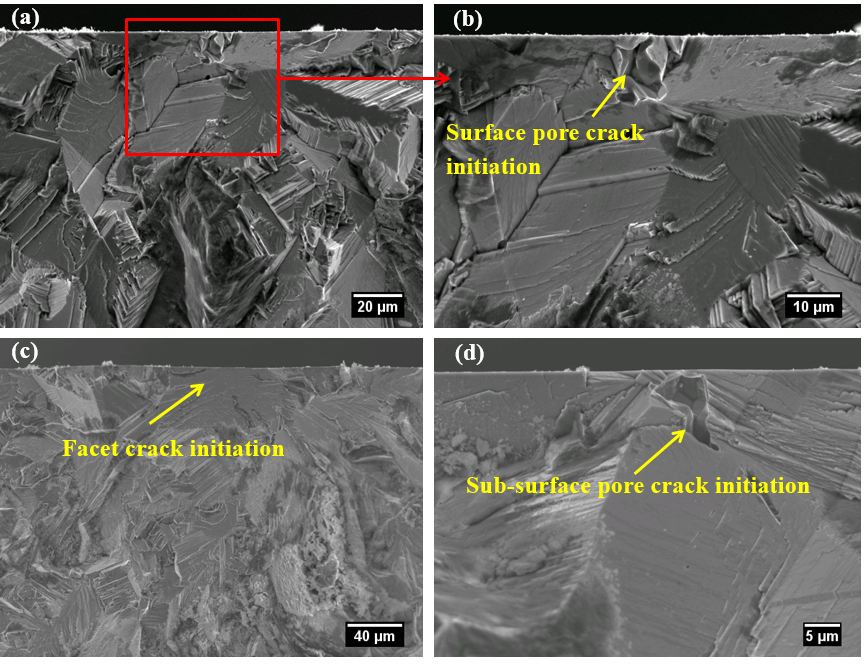 (a)
20 µm
(b)
Surface pore crack
initiation
10 µm
(c)
Facet crack initiation
40 µm
(d)
Sub-surface pore crack initiation
5 µm